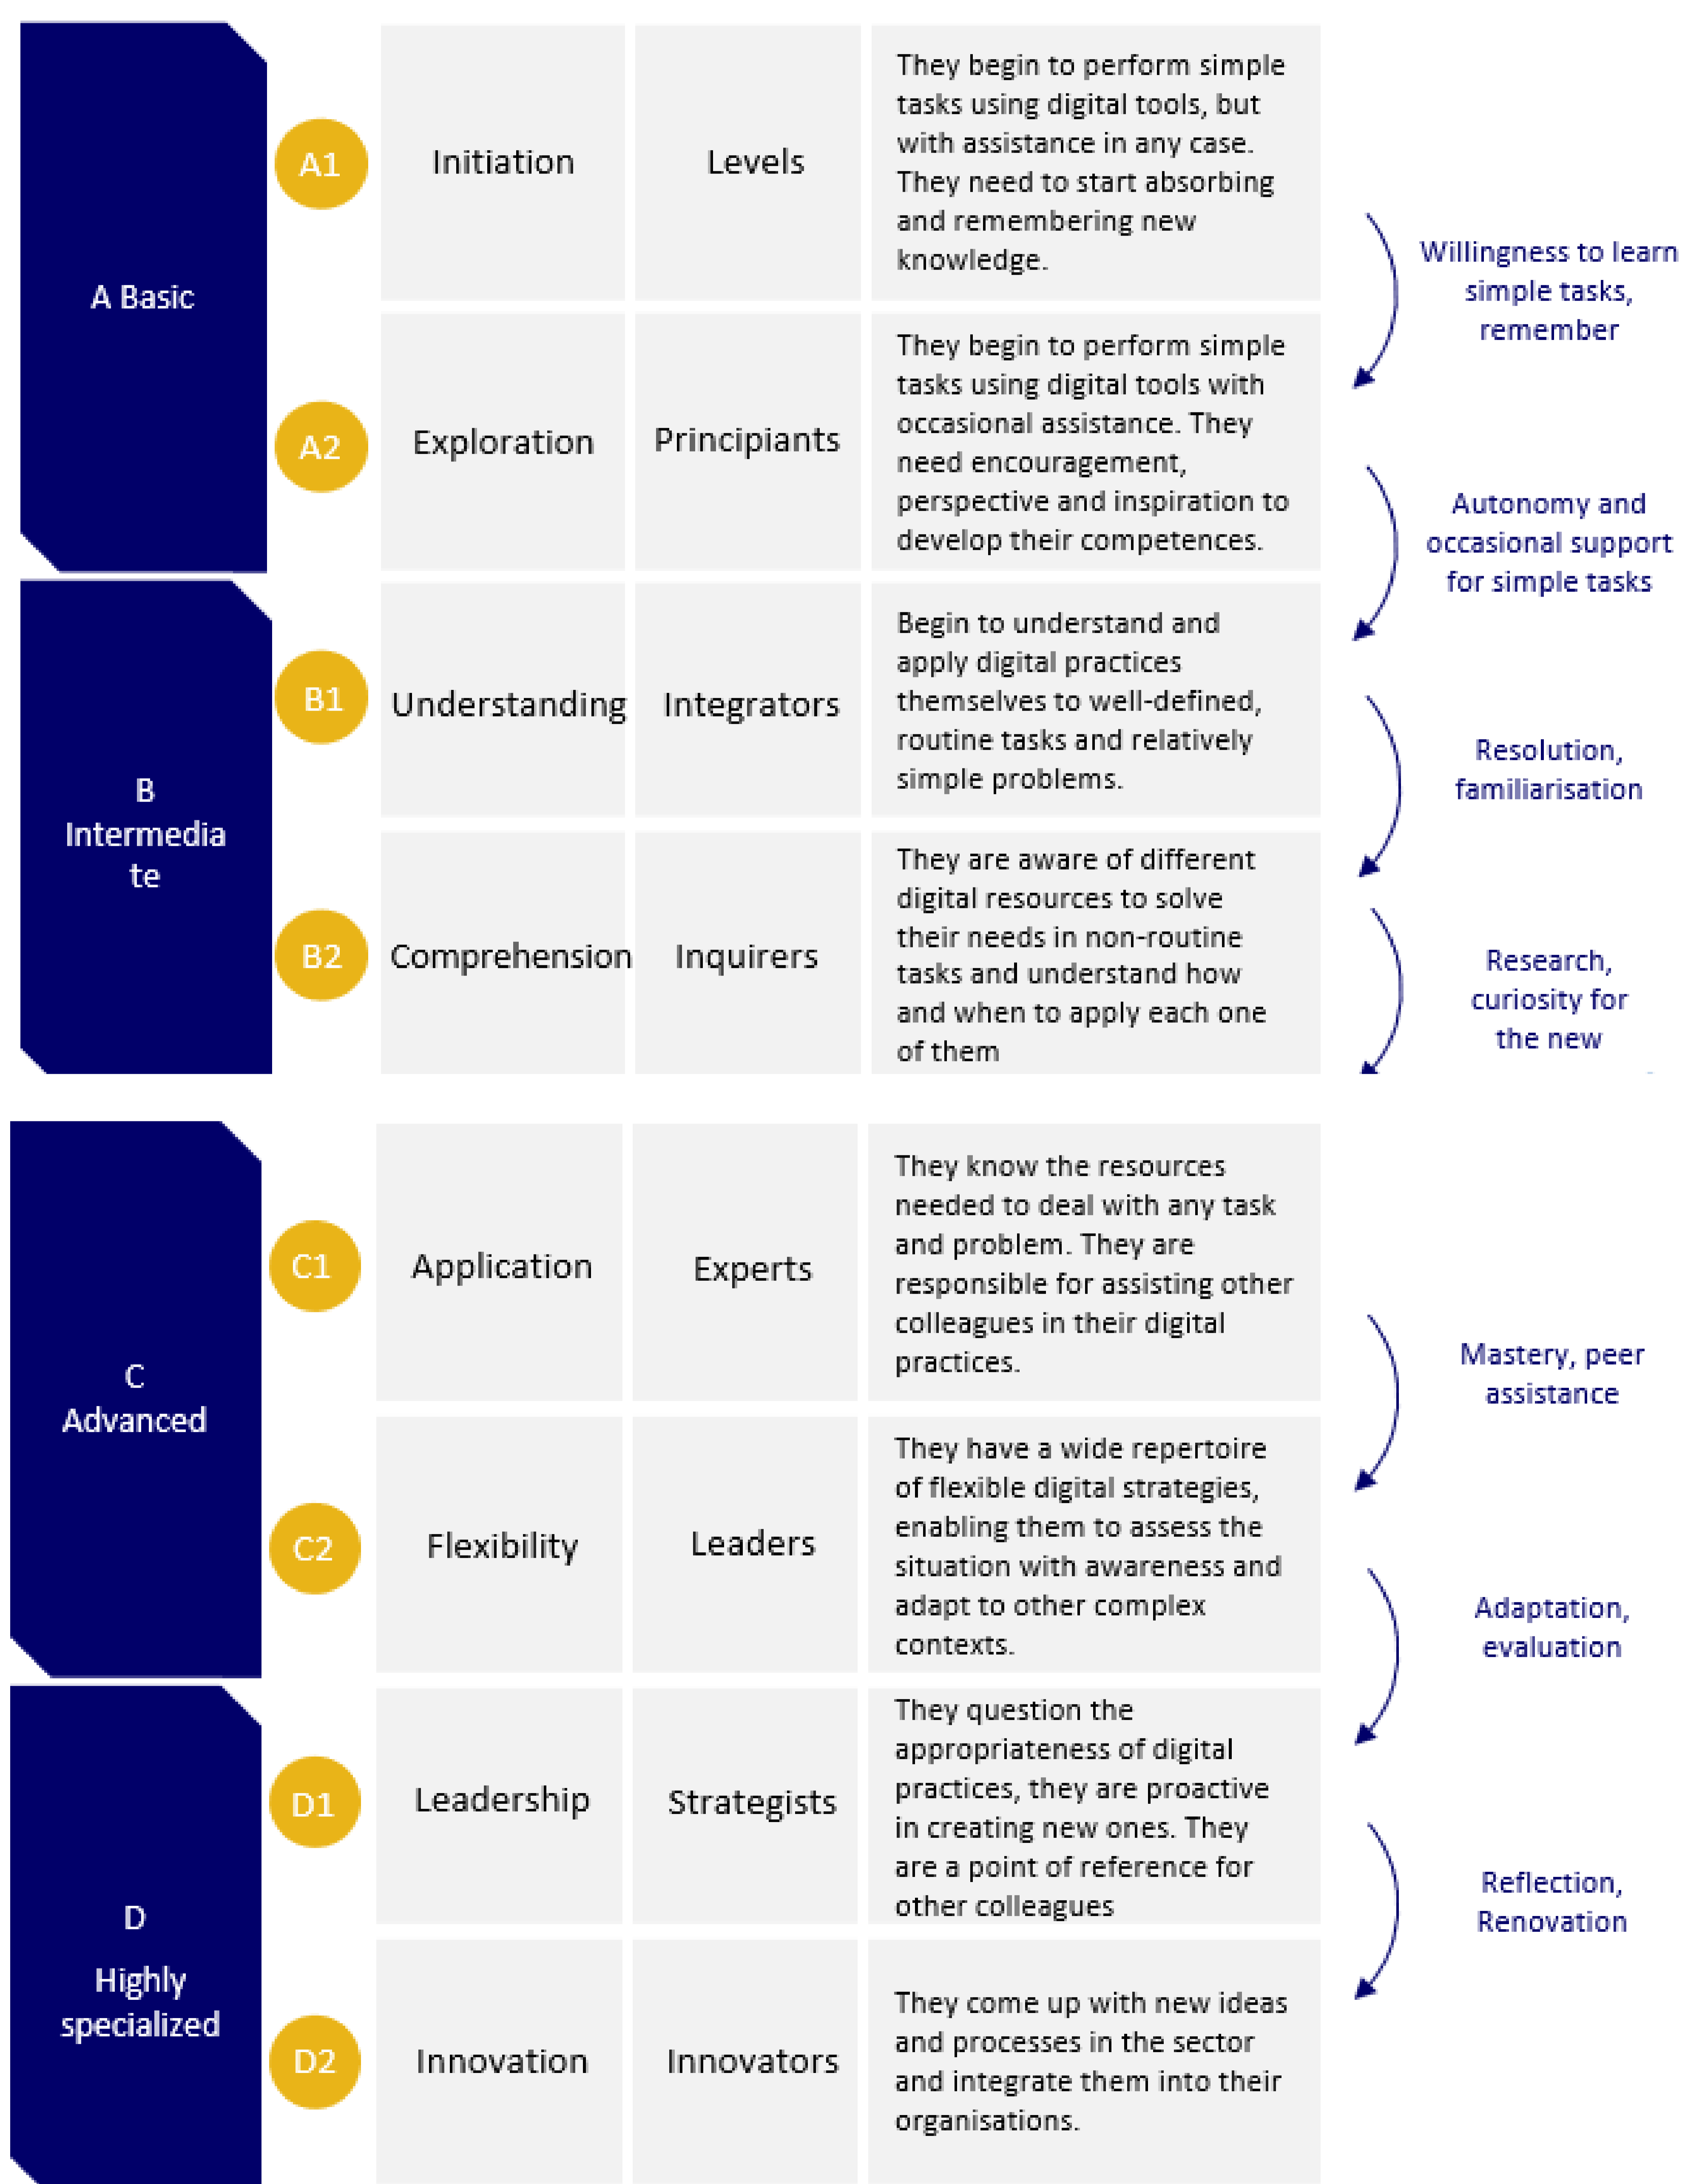 A Basic
A1
Initiation
Levels
They begin to perform simple
tasks using digital tools, but
with assistance in any case.
They need to start absorbing
and remembering new
knowledge.
Willingness to learn
simple tasks,
remember
A2
Exploration
Principiants
They begin to perform simple
tasks using digital tools with
occasional assistance. They
need encouragement,
perspective and inspiration to
develop their competences.
Autonomy and
occasional support
for simple tasks
B
Intermedia
te
B1
Understanding
Integrators
Begin to understand and
apply digital practices
themselves to well-defined,
routine tasks and relatively
simple problems.
Resolution,
familiarisation
B2
Comprehension
Inquirers
They are aware of different
digital resources to solve
their needs in non-routine
tasks and understand how
and when to apply each one
of them
Research,
curiosity for
the new
C
Advanced
C1
Application
Experts
They know the resources
needed to deal with any task
and problem. They are
responsible for assisting other
colleagues in their digital
practices.
Mastery, peer
assistance
C2
Flexibility
Leaders
They have a wide repertoire
of flexible digital strategies,
enabling them to assess the
situation with awareness and
adapt to other complex
contexts.
Adaptation,
evaluation
D
Highly
specialized
D1
Leadership
Strategists
They question the
appropriateness of digital
practices, they are proactive
in creating new ones. They
are a point of reference for
other colleagues
Reflection,
Renovation
D2
Innovation
Innovators
They come up with new ideas
and processes in the sector
and integrate them into their
organisations.